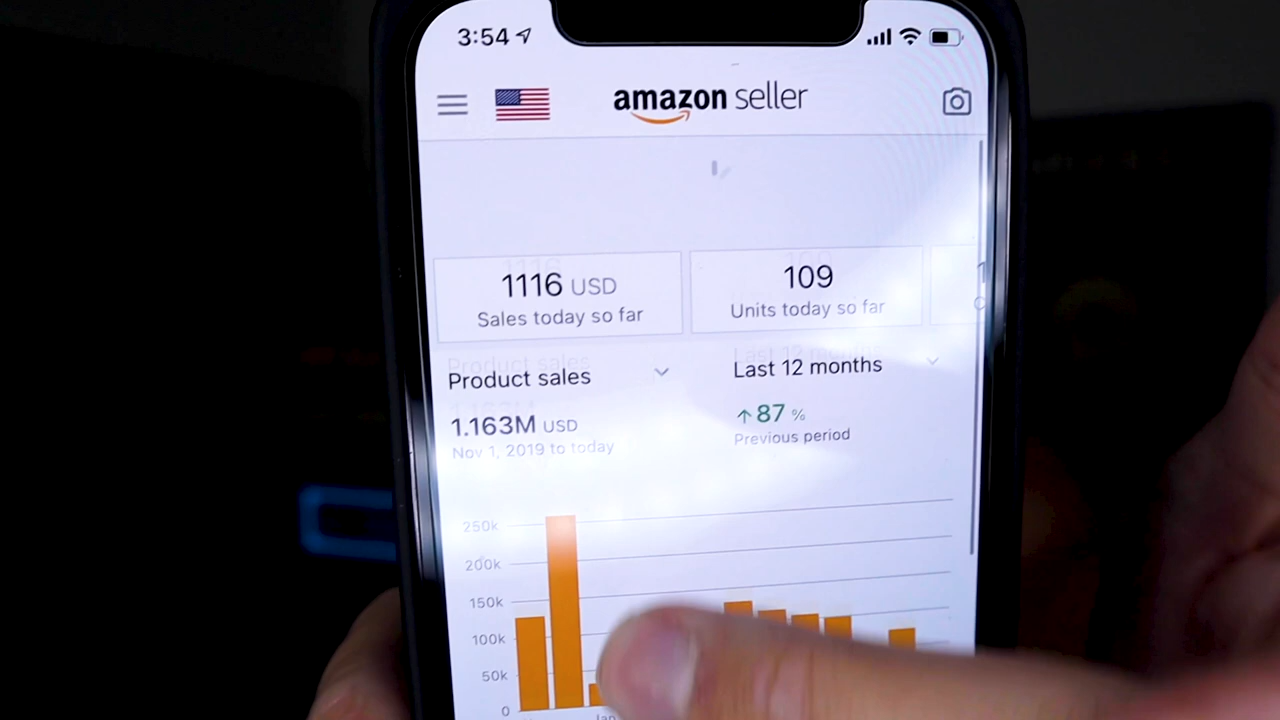 3:54
amazon seller
1116 USD
Sales today so far
109
Units today so far
Product sales
Last 12 months
1.163M USD
Nov 1, 2019 to today
87 %
Previous period
250k
200k
150k
100k
50k
0